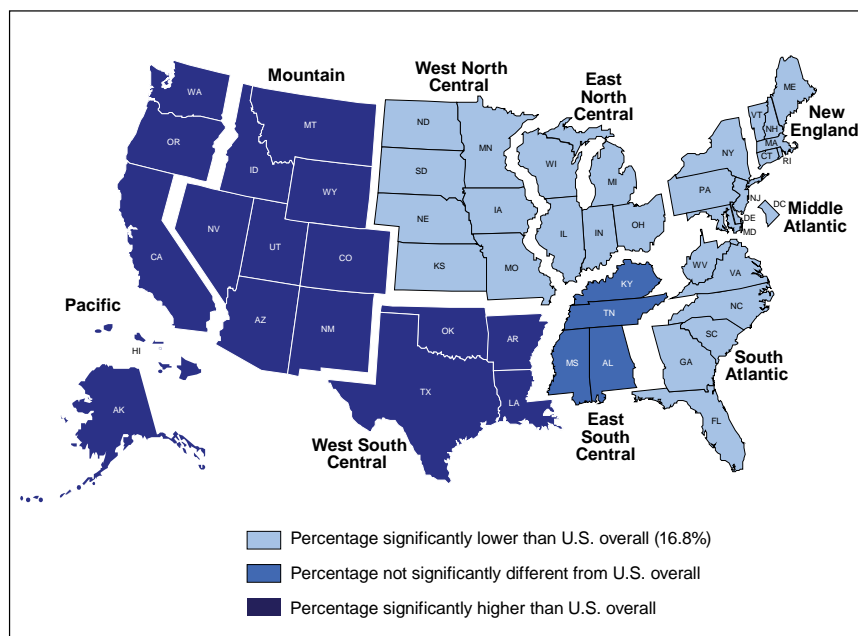 Mountain
West North
Central
East
North
Central
New
England
Middle
Atlantic
Pacific
South
Atlantic
West South
Central
East
South
Central
WA
OR
CA
HI
AK
MT
ID
WY
NV
UT
CO
AZ
NM
ND
SD
NE
KS
MN
IA
MO
WI
MI
IL
IN
OH
OK
AR
TX
LA
KY
TN
MS
AL
ME
VT
NH
MA
CT
RI
NY
PA
NJ
DC
DE
MD
WV
VA
NC
SC
GA
FL
Percentage significantly lower than U.S. overall (16.8%)
Percentage not significantly different from U.S. overall
Percentage significantly higher than U.S. overall